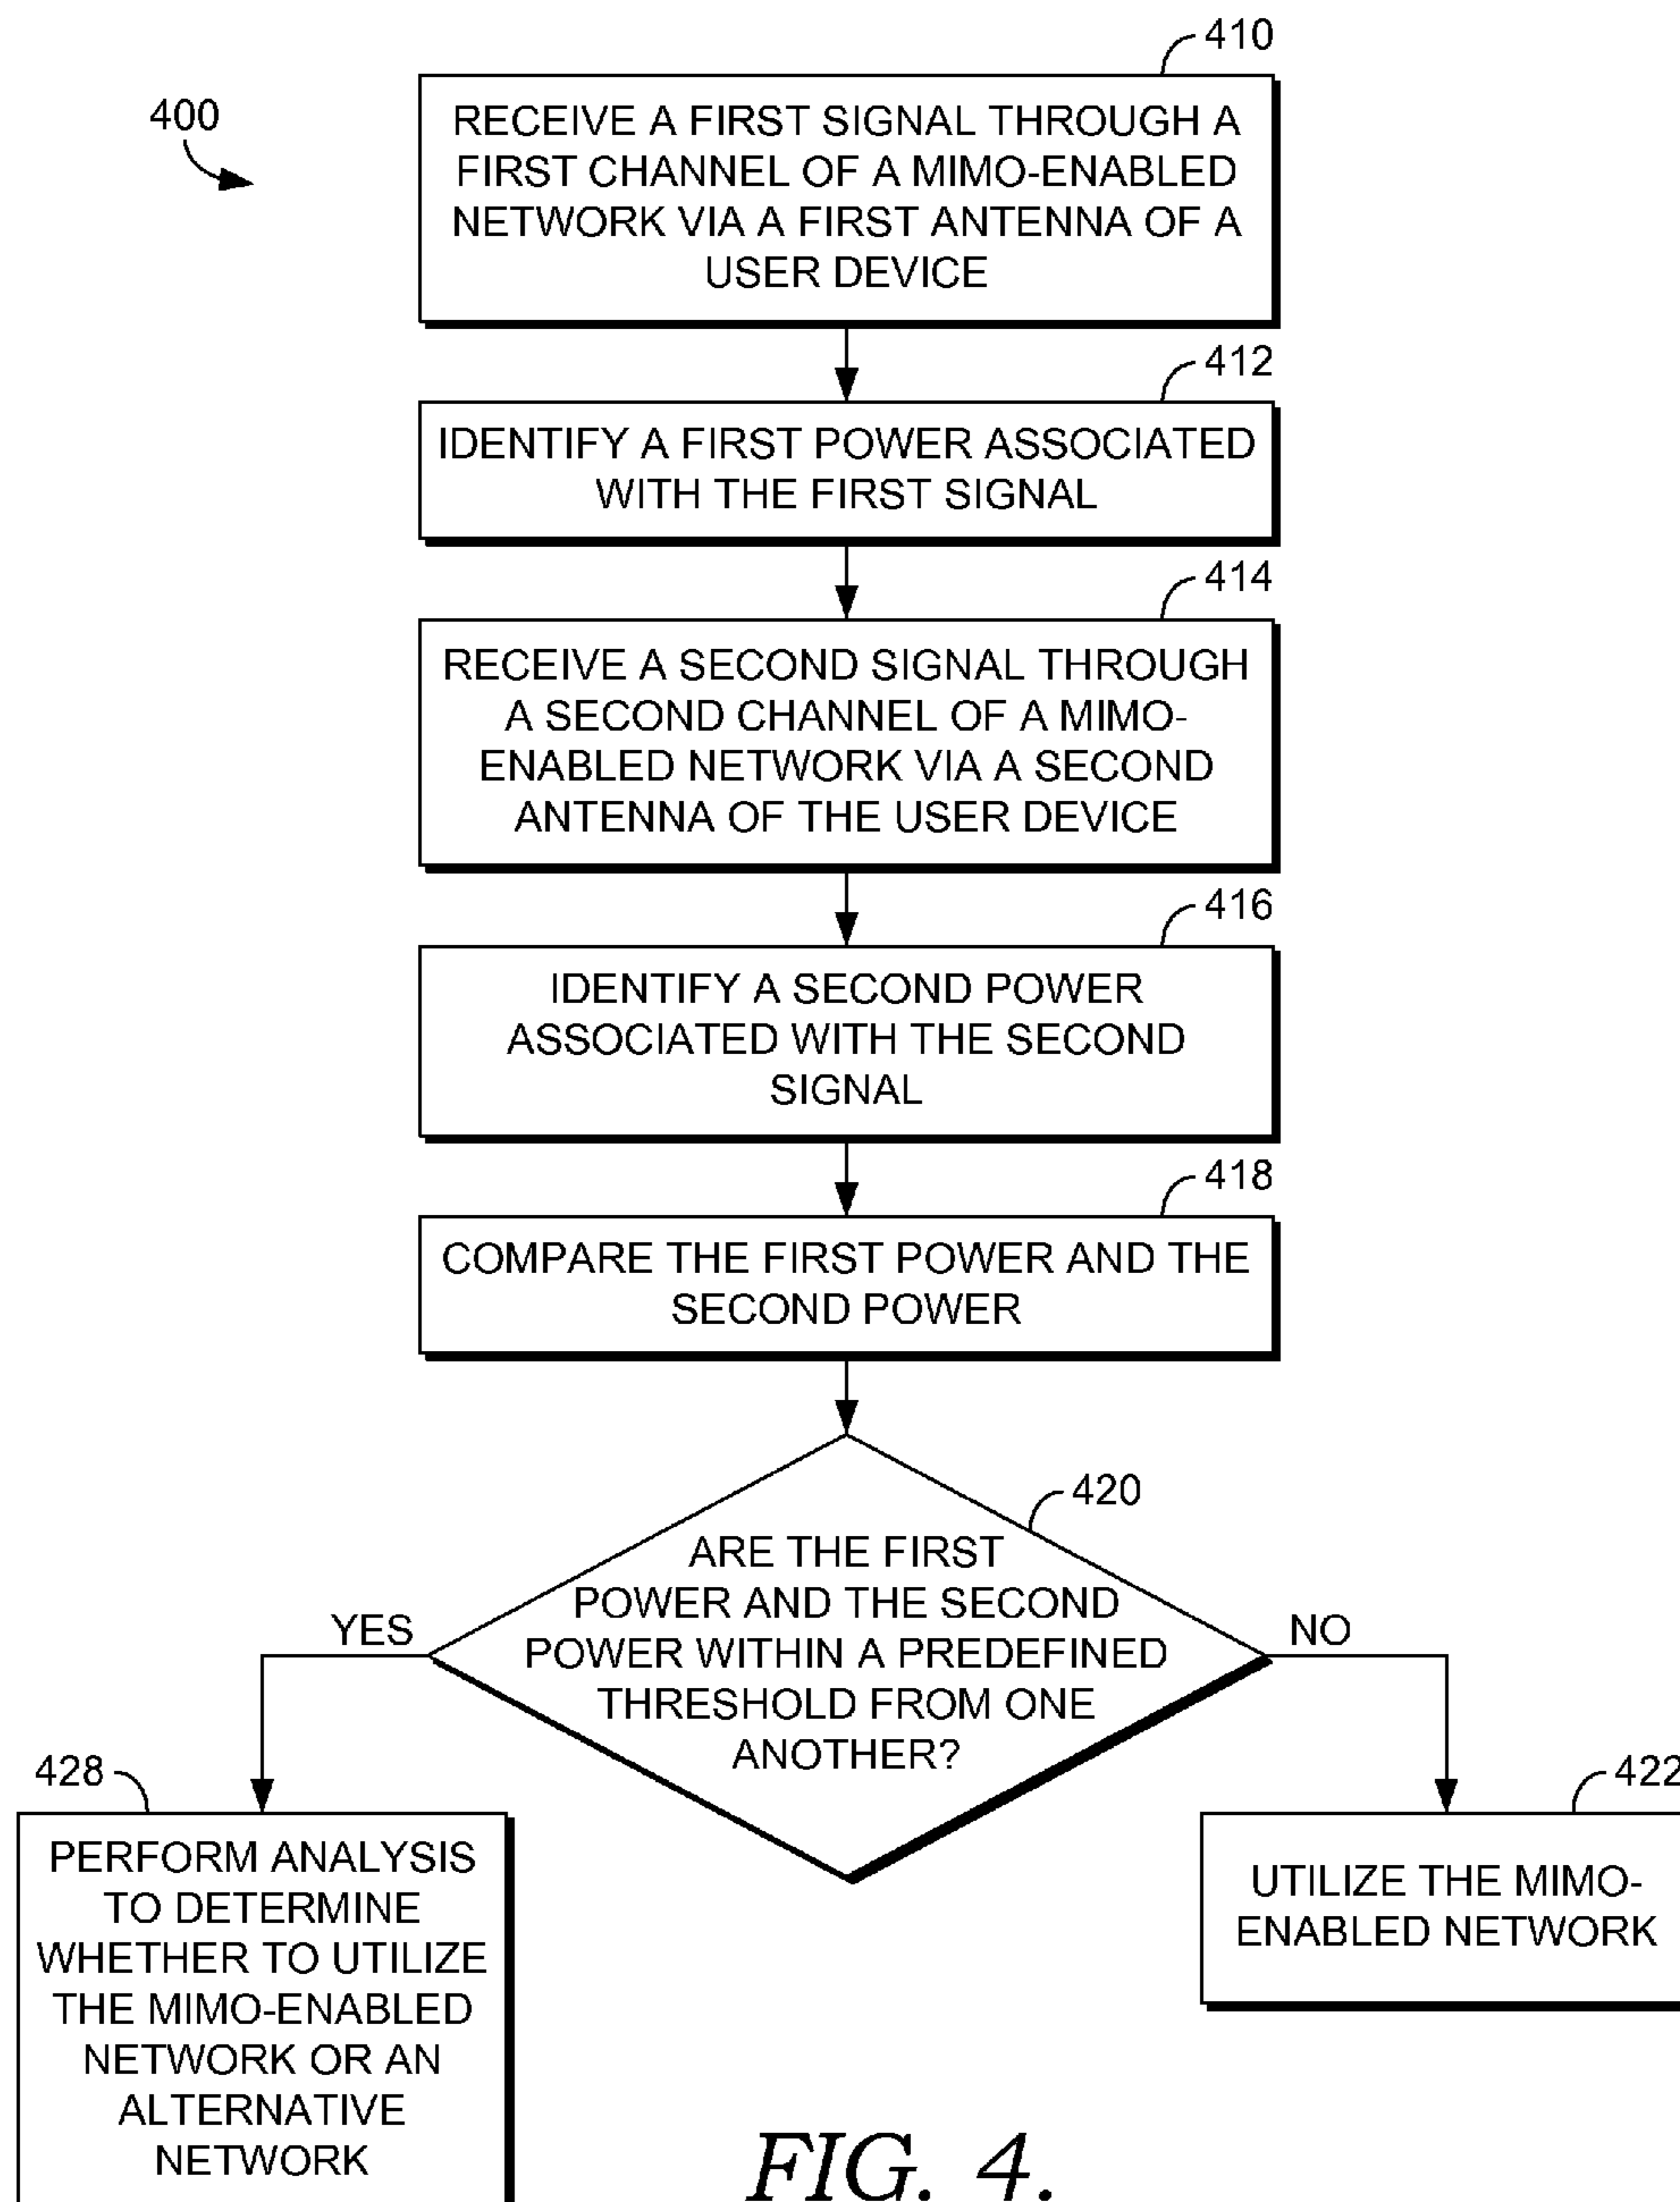 400
410
RECEIVE A FIRST SIGNAL THROUGH A
FIRST CHANNEL OF A MIMO-ENABLED
NETWORK VIA A FIRST ANTENNA OF A
USER DEVICE
412
IDENTIFY A FIRST POWER ASSOCIATED
WITH THE FIRST SIGNAL
414
RECEIVE A SECOND SIGNAL THROUGH
A SECOND CHANNEL OF A MIMO-
ENABLED NETWORK VIA A SECOND
ANTENNA OF THE USER DEVICE
416
IDENTIFY A SECOND POWER
ASSOCIATED WITH THE SECOND
SIGNAL
418
COMPARE THE FIRST POWER AND THE
SECOND POWER
420
ARE THE FIRST
POWER AND THE SECOND
POWER WITHIN A PREDEFINED
THRESHOLD FROM ONE
ANOTHER?
YES
NO
428
PERFORM ANALYSIS
TO DETERMINE
WHETHER TO UTILIZE
THE MIMO-ENABLED
NETWORK OR AN
ALTERNATIVE
NETWORK
422
UTILIZE THE MIMO-
ENABLED NETWORK
FIG. 4.